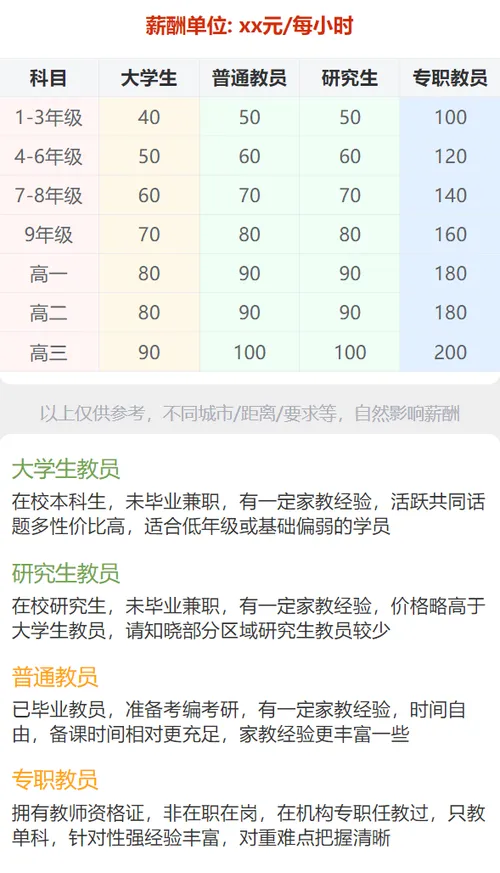 薪酬单位: xx元/每小时
科目 大学生 普通教员 研究生 专职教员
1-3年级 40 50 50 100
4-6年级 50 60 60 120
7-8年级 60 70 70 140
9年级 70 80 80 160
高一 80 90 90 180
高二 80 90 90 180
高三 90 100 100 200
以上仅供参考，不同城市/距离/要求等，自然影响薪酬
大学生教员
在校本科生，未毕业兼职，有一定家教经验，活跃共同话
题多性价比高，适合低年级或基础偏弱的学员
研究生教员
在校研究生，未毕业兼职，有一定家教经验，价格略高于
大学生教员，请知晓部分区域研究生教员较少
普通教员
已毕业教员，准备考编考研，有一定家教经验，时间自
由，备课时间相对更充足，家教经验更丰富一些
专职教员
拥有教师资格证，非在职在岗，在机构专职任教过，只教
单科，针对性强经验丰富，对重难点把握清晰